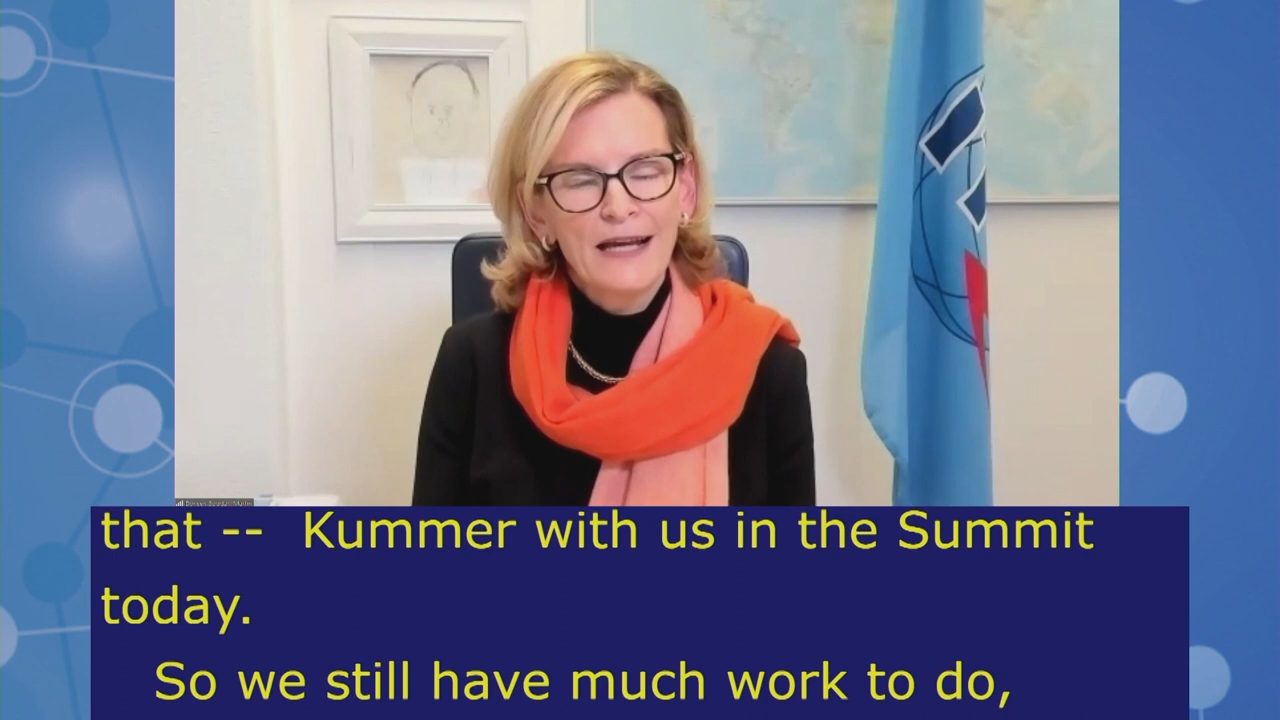 that --  Kummer with us in the Summit
today.
So we still have much work to do,